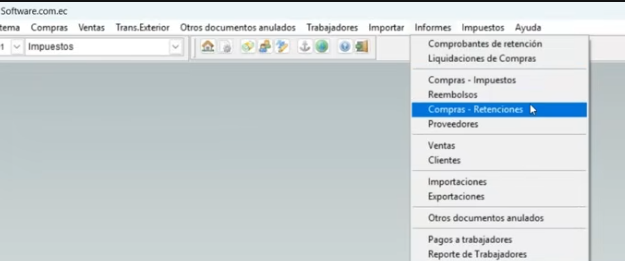 Software.com.ec
tema Compras Ventas Trans.Exterior Otros documentos anulados Trabajadores Importar Informes Impuestos Ayuda
1 Impuestos
Comprobantes de retención
Liquidaciones de Compras
Compras - Impuestos
Reembolsos
Compras - Retenciones
Proveedores
Ventas
Clientes
Importaciones
Exportaciones
Otros documentos anulados
Pagos a trabajadores
Reporte de Trabajadores